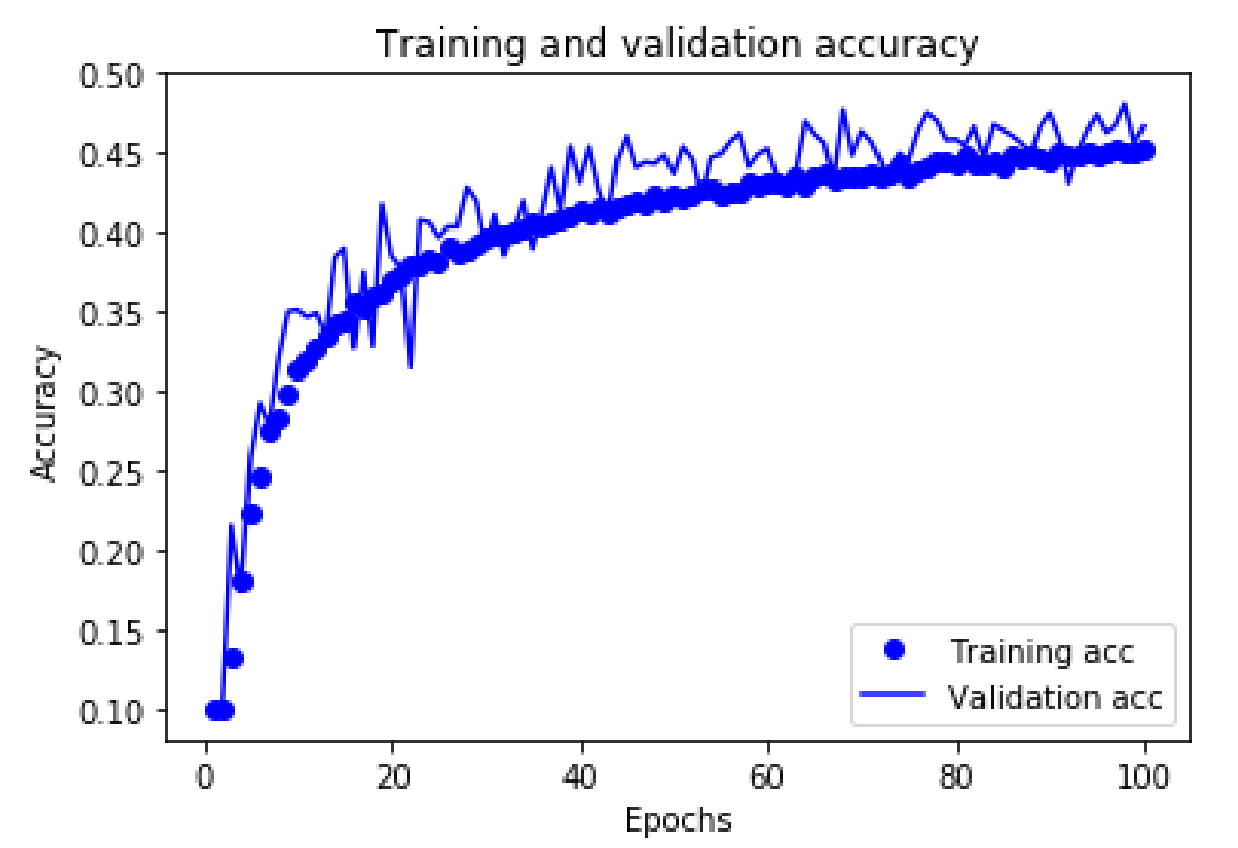 Training and validation accuracy
0.50
0.45
0.40
0.35
0.30
0.25
0.20
0.15
0.10
Accuracy
Training acc
Validation acc
0 20 40 60 80 100
Epochs